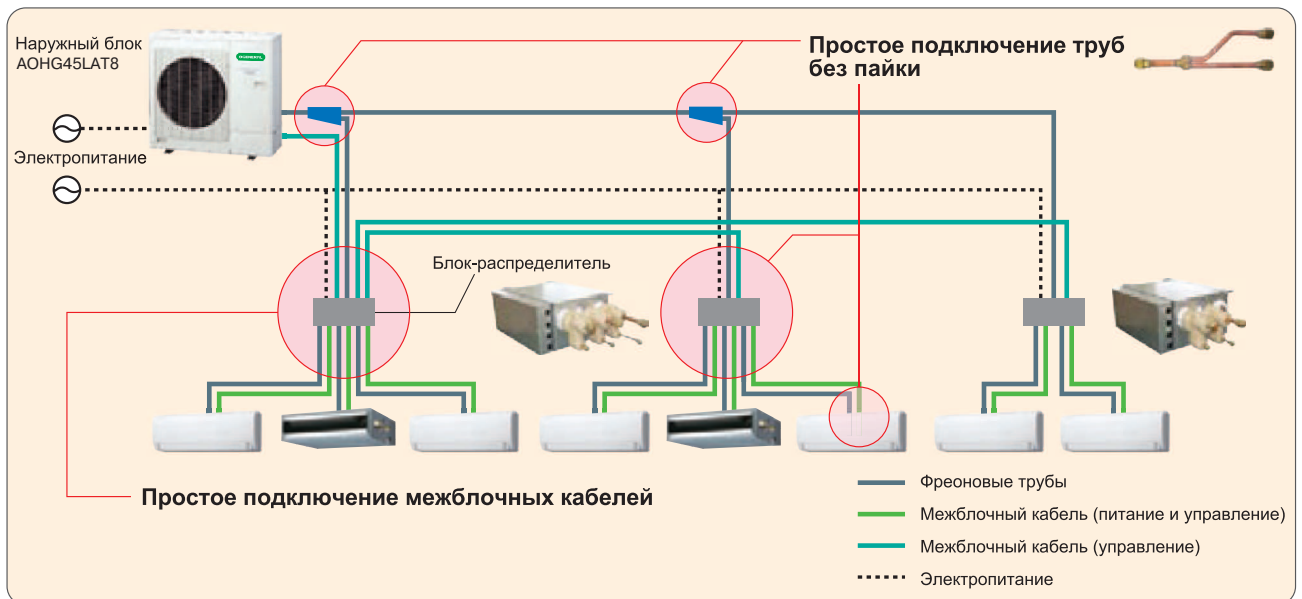 Наружный блок
AOHG45LAT8
Простое подключение труб
без пайки
Электропитание
Блок-распределитель
Простое подключение межблочных кабелей
Фреоновые трубы
Межблочный кабель (питание и управление)
Межблочный кабель (управление)
Электропитание